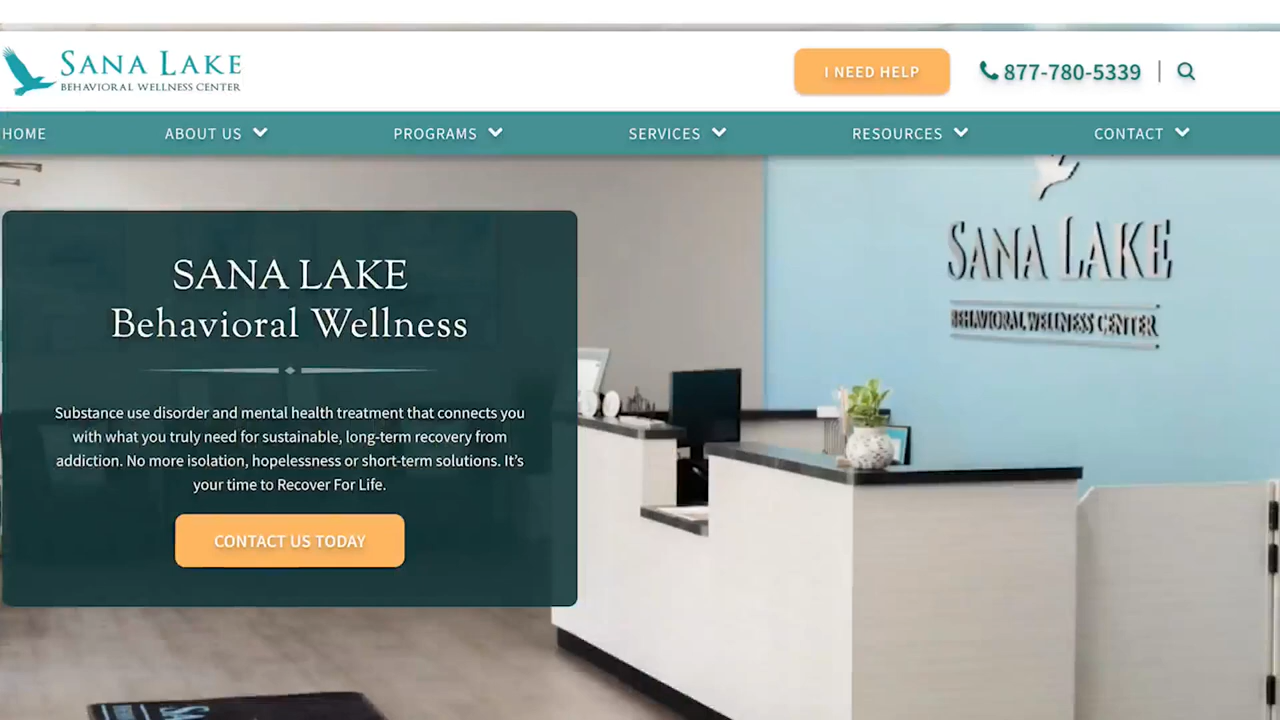 SANA LAKE
BEHAVIORAL WELLNESS CENTER
I NEED HELP
877-780-5339
HOME
ABOUT US
PROGRAMS
SERVICES
RESOURCES
CONTACT
SANA LAKE
BEHAVIORAL WELLNESS CENTER
SANA LAKE
Behavioral Wellness
Substance use disorder and mental health treatment that connects you
with what you truly need for sustainable, long-term recovery from
addiction. No more isolation, hopelessness or short-term solutions. It's
your time to Recover For Life.
CONTACT US TODAY